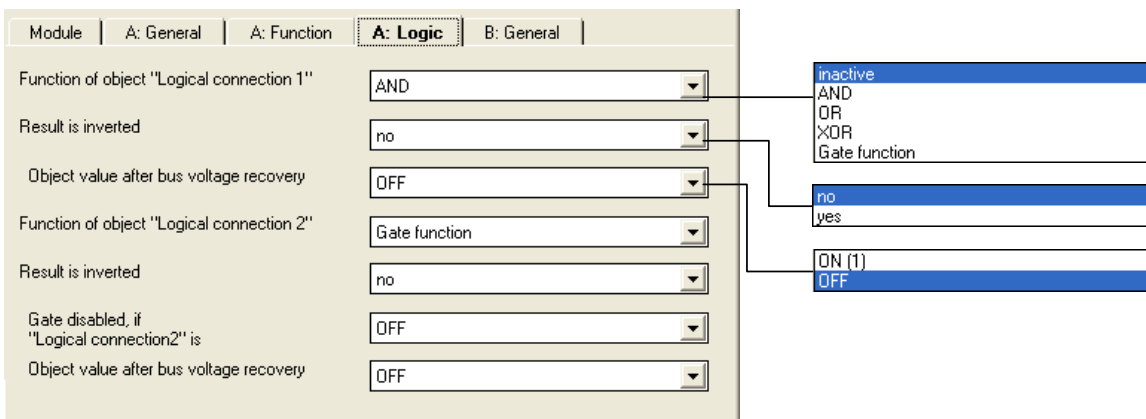 Module A: General A: Function A: Logic B: General
Function of object "Logical connection 1" AND
Result is inverted no
Object value after bus voltage recovery OFF
Function of object "Logical connection 2" Gate function
Result is inverted no
Gate disabled, if
"Logical connection2" is OFF
Object value after bus voltage recovery OFF
inactive
AND
OR
XOR
Gate function
no
yes
ON (1)
OFF